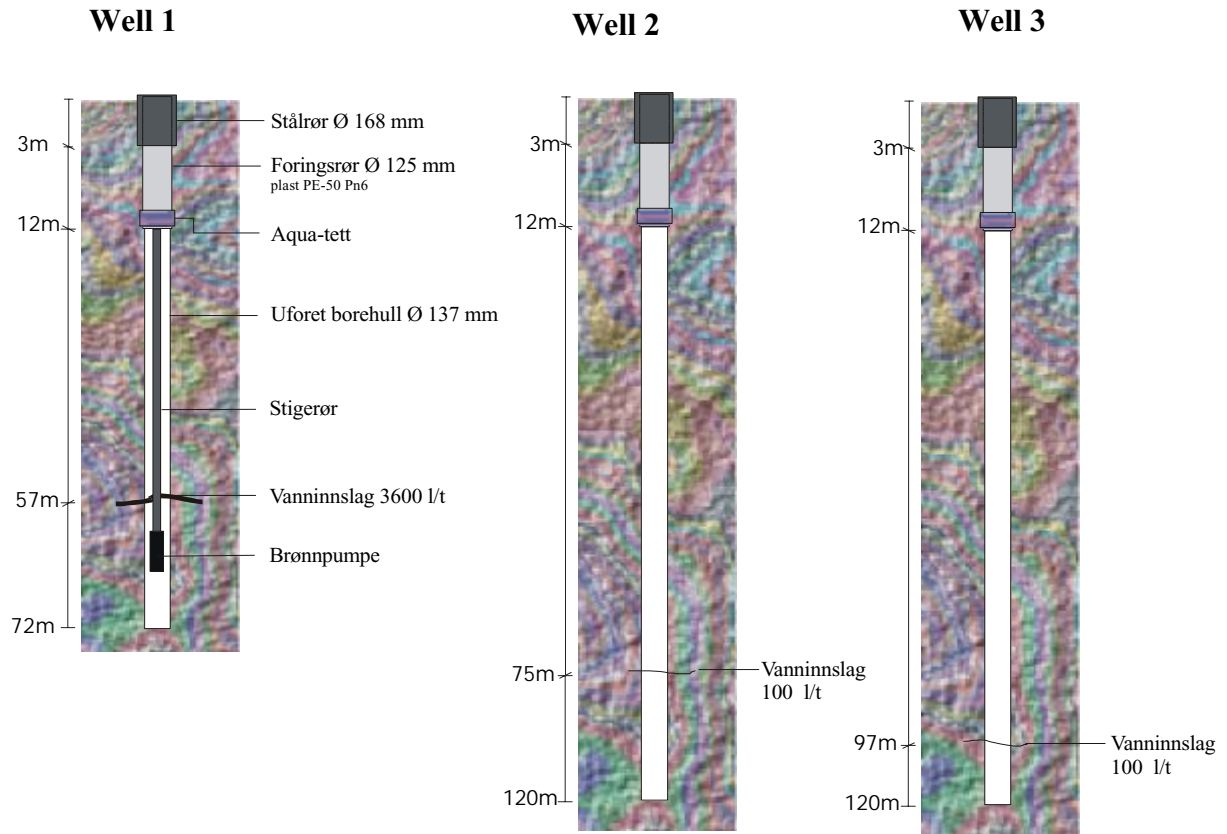 Well 1
Well 2
Well 3
3m
12m
57m
72m
Stålrør Ø 168 mm
Foringsrør Ø 125 mm
plast PE-50 Pn6
Aqua-tett
Uforet borehull Ø 137 mm
Stigerør
Vanninnslag 3600 l/t
Brønnpumpe
3m
12m
75m
120m
Vanninnslag
100 l/t
3m
12m
97m
120m
Vanninnslag
100 l/t